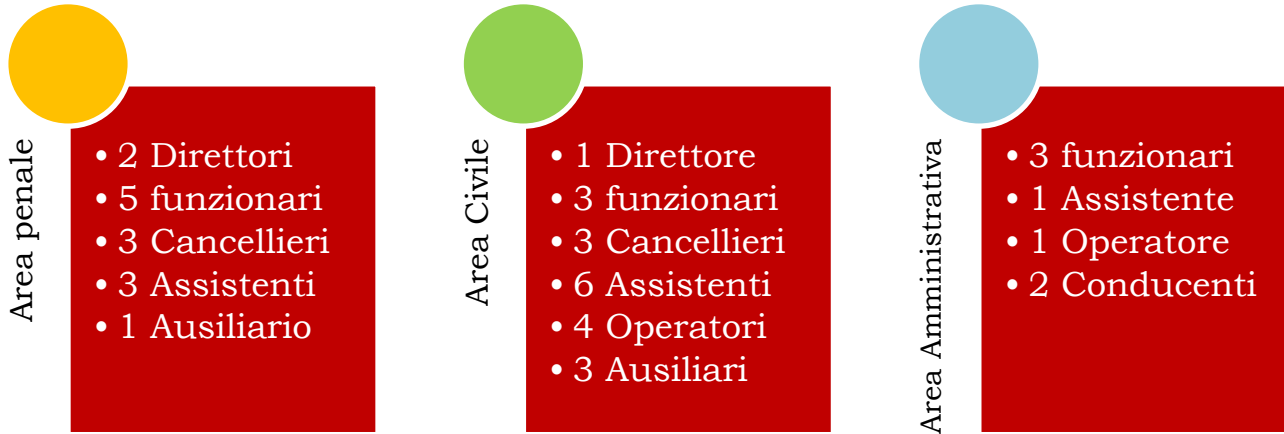 Area penale
• 2 Direttori
• 5 funzionari
• 3 Cancellieri
• 3 Assistenti
• 1 Ausiliario
Area Civile
• 1 Direttore
• 3 funzionari
• 3 Cancellieri
• 6 Assistenti
• 4 Operatori
• 3 Ausiliari
Area Amministrativa
• 3 funzionari
• 1 Assistente
• 1 Operatore
• 2 Conducenti